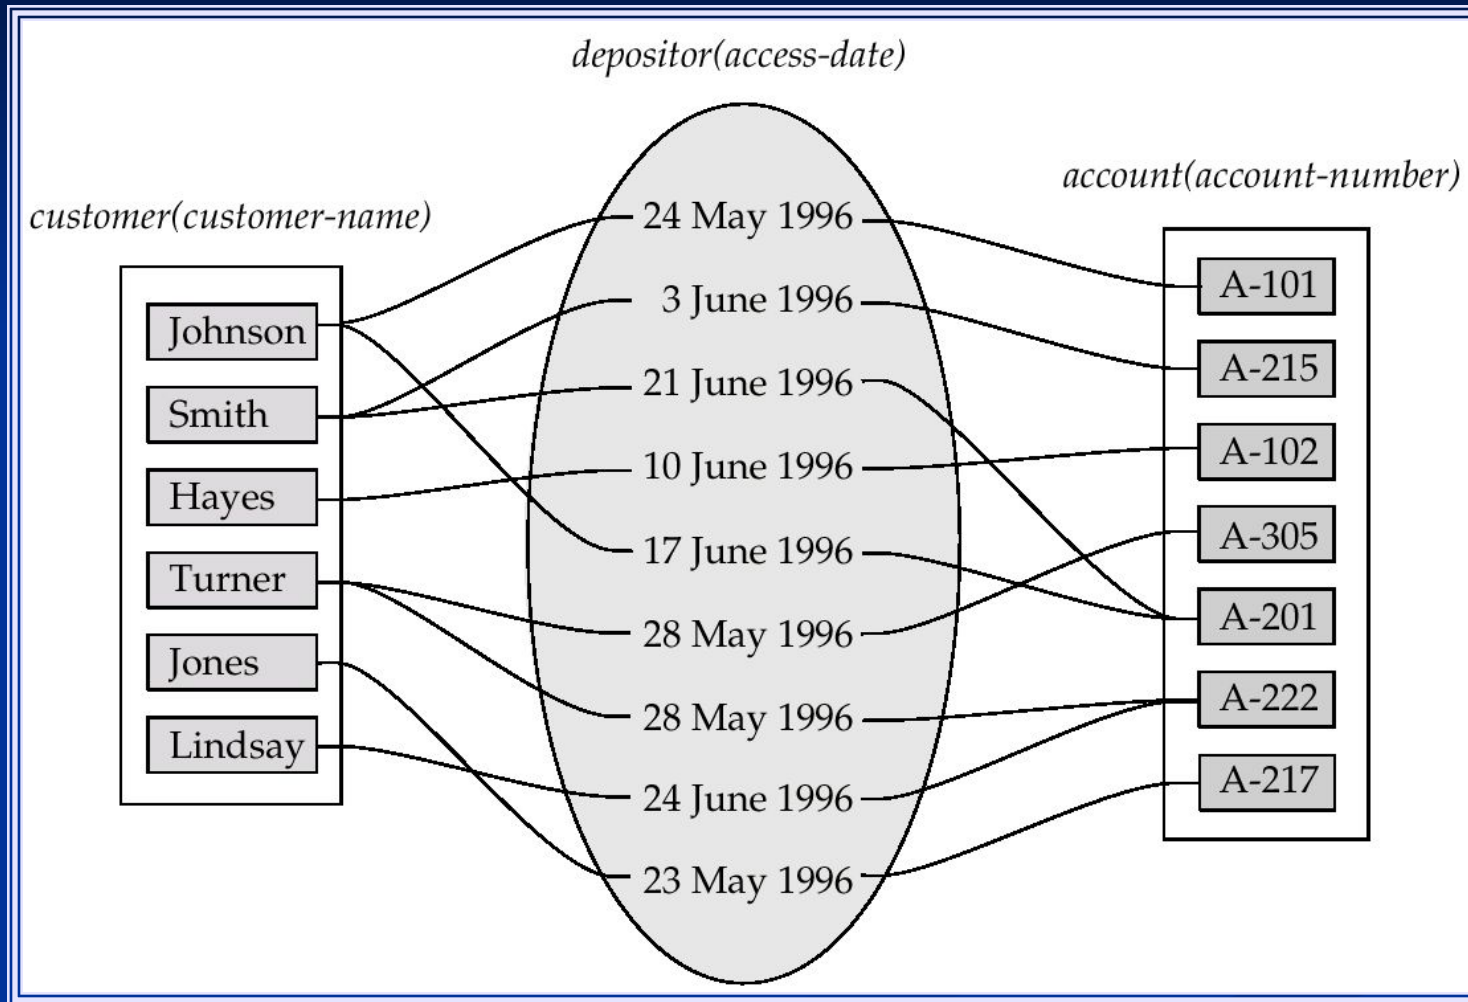 depositor(access-date)
customer(customer-name)
account(account-number)
Johnson
Smith
Hayes
Turner
Jones
Lindsay
24 May 1996
3 June 1996
21 June 1996
10 June 1996
17 June 1996
28 May 1996
28 May 1996
24 June 1996
23 May 1996
A-101
A-215
A-102
A-305
A-201
A-222
A-217